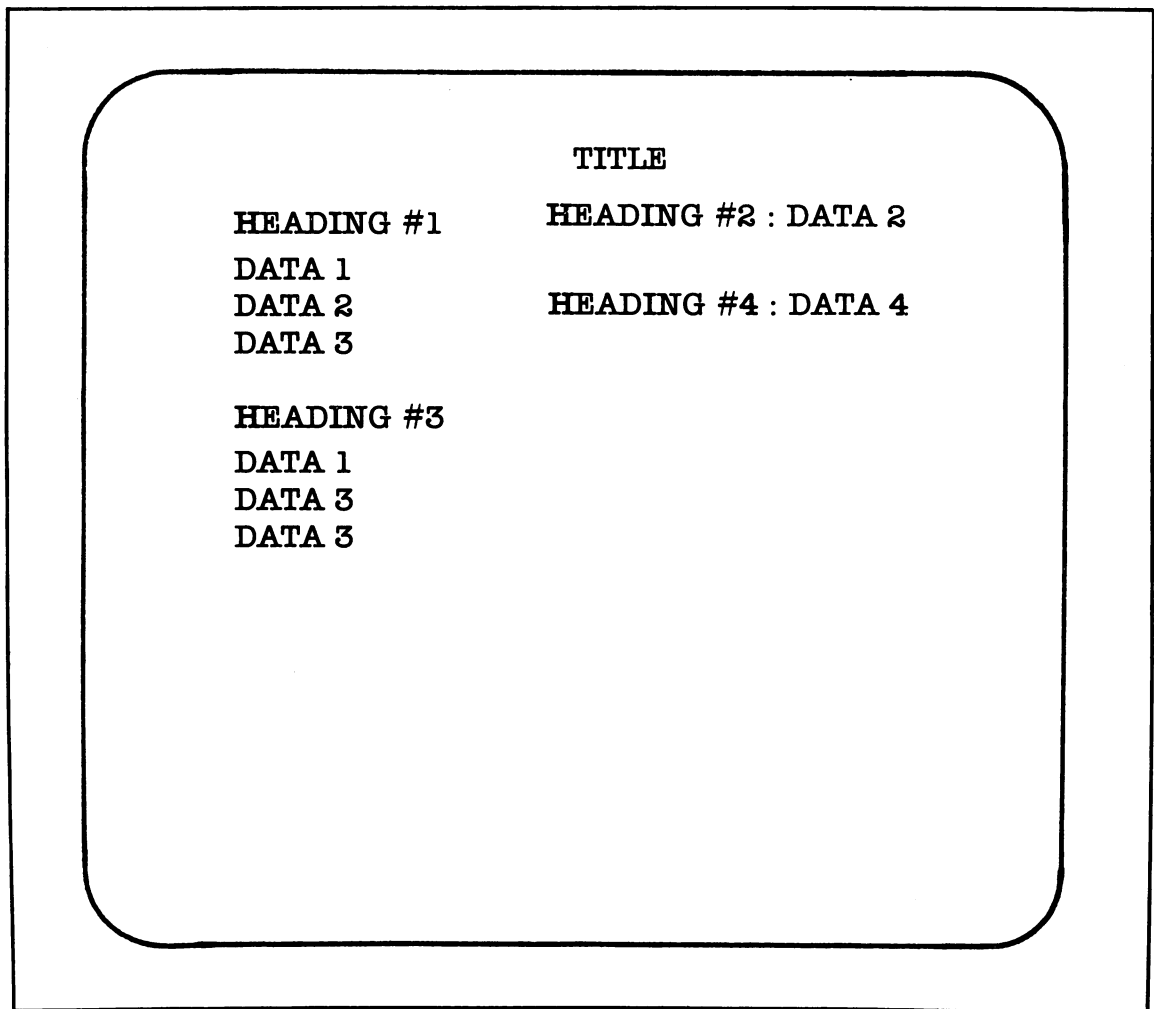 TITLE
HEADING #1
DATA 1
DATA 2
DATA 3
HEADING #2 : DATA 2
HEADING #4 : DATA 4
HEADING #3
DATA 1
DATA 3
DATA 3